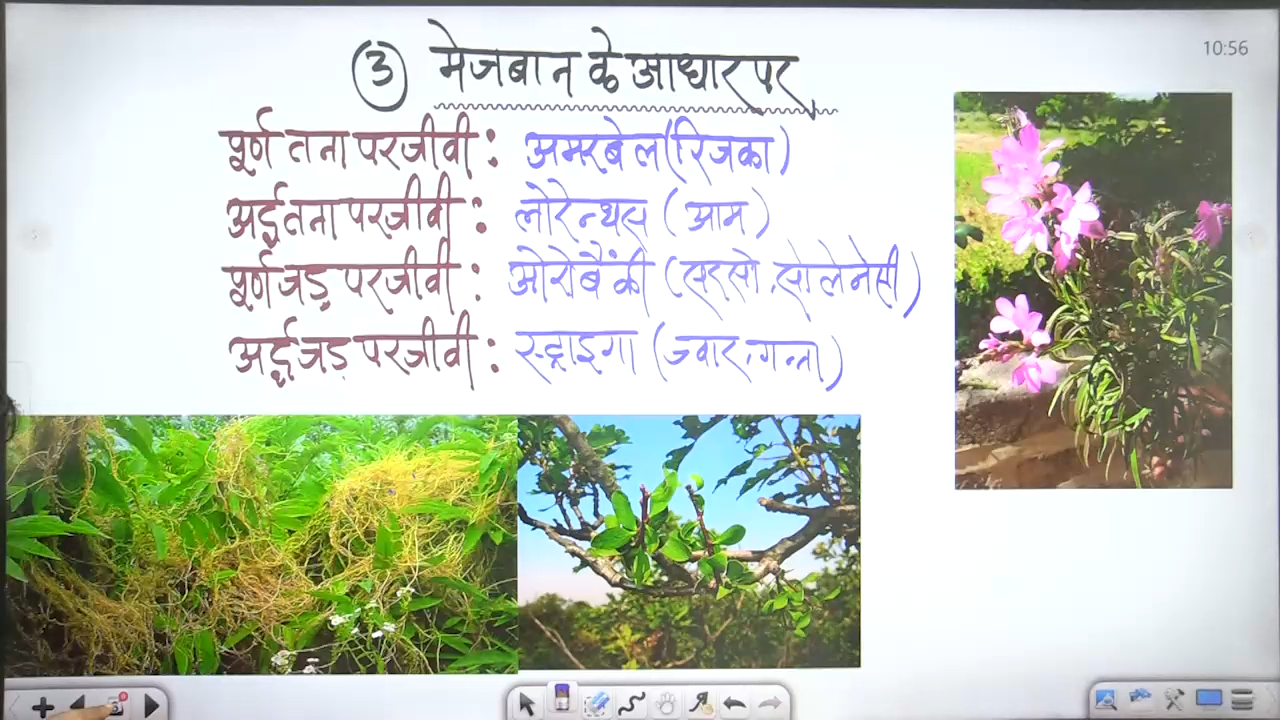 10:56
③ मेजबान के आधार पर
पूर्ण तना परजीवी : अमरबेल (रिजका)
अर्द्ध तना परजीवी : लोरेन्थस (आम)
पूर्ण जड़ परजीवी : ओरोबैंकी (सरसो, सोलेनेसी)
अर्द्ध जड़ परजीवी : स्ट्राइगा (ज्वार, गन्ना)